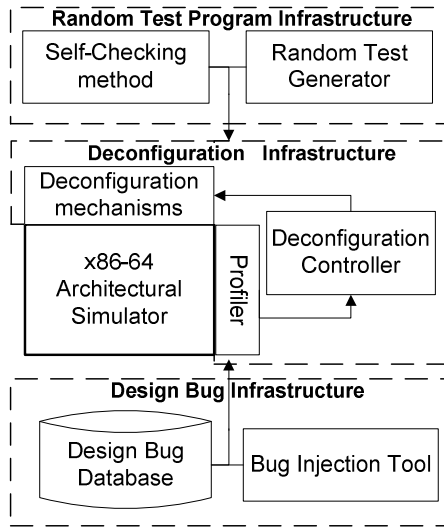 Random Test Program Infrastructure
Self-Checking
method
Random Test
Generator
Deconfiguration Infrastructure
Deconfiguration
mechanisms
x86-64
Architectural
Simulator
Profiler
Deconfiguration
Controller
Design Bug Infrastructure
Design Bug
Database
Bug Injection Tool